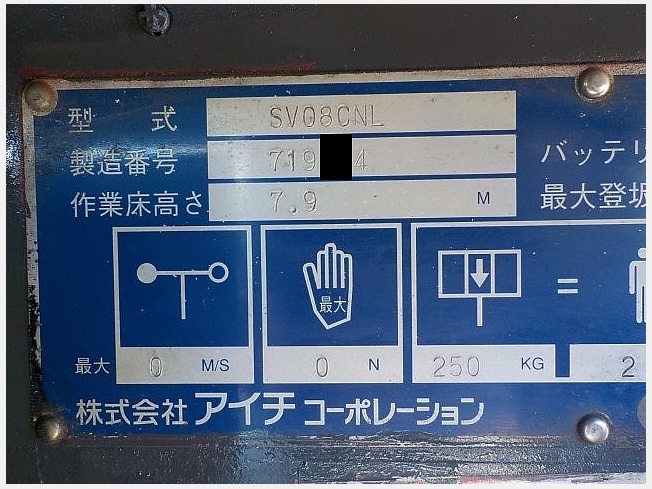 型 式 SV08CNL
製造番号 719 4 バッテリ
作業床高さ 7.9 M 最大登坂
最大
=
最大 0 M/S 0 N 250 KG 2
株式会社 アイチ コーポレーション